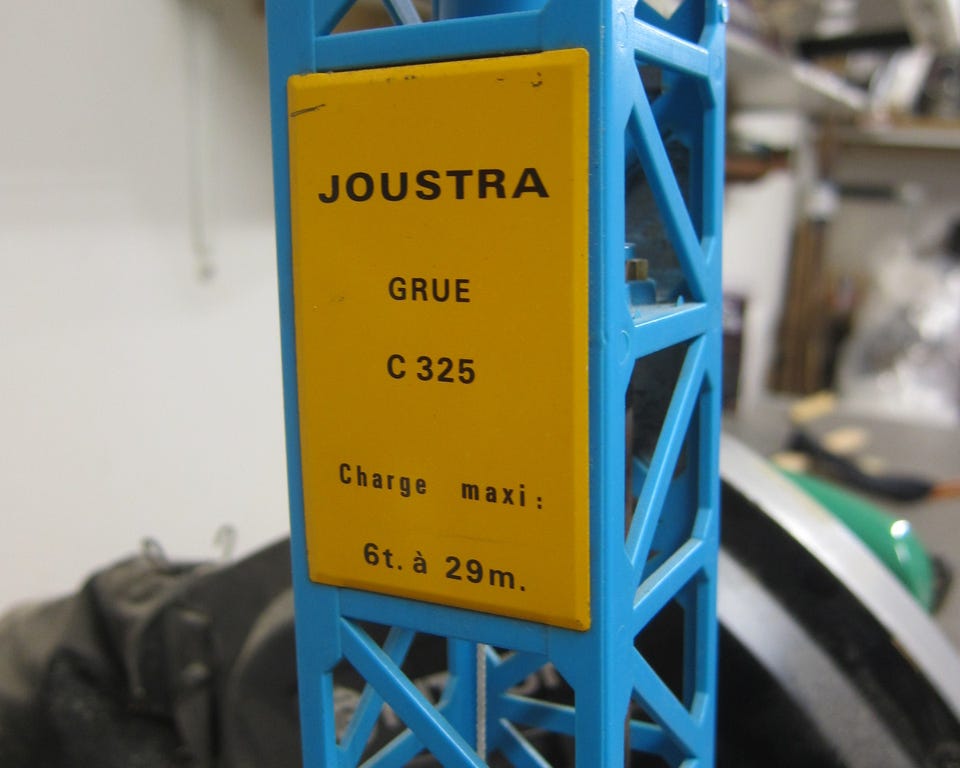 JOUSTRA
GRUE
C 325
Charge maxi:
6t. à 29m.